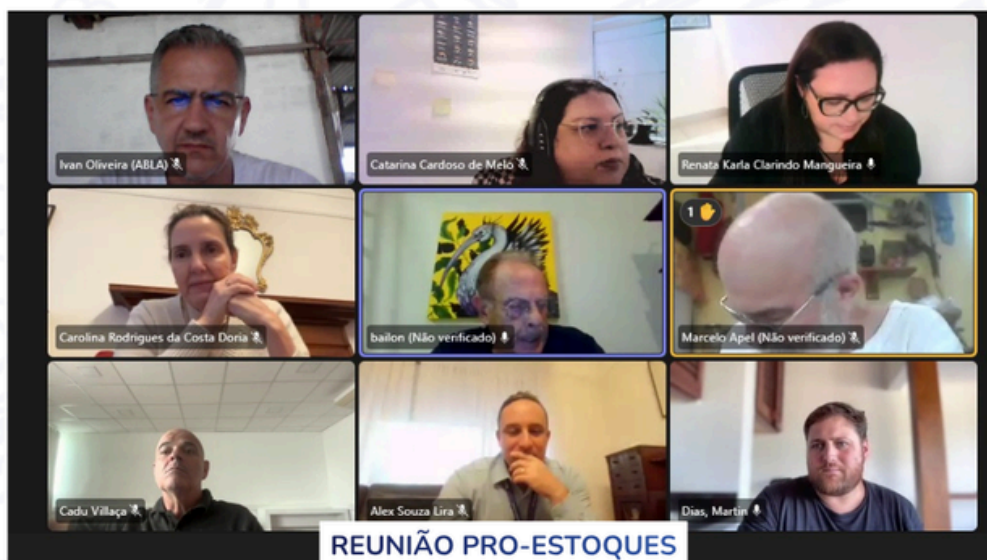 Ivan Oliveira (ABLA)
Catarina Cardoso de Melo
Renata Karla Clarindo Mangueira
1
Carolina Rodrigues da Costa Doria
bailon (Não verificado)
Marcelo Apel (Não verificado)
Cadu Villaça
Alex Souza Lira
Dias, Martin
REUNIÃO PRO-ESTOQUES